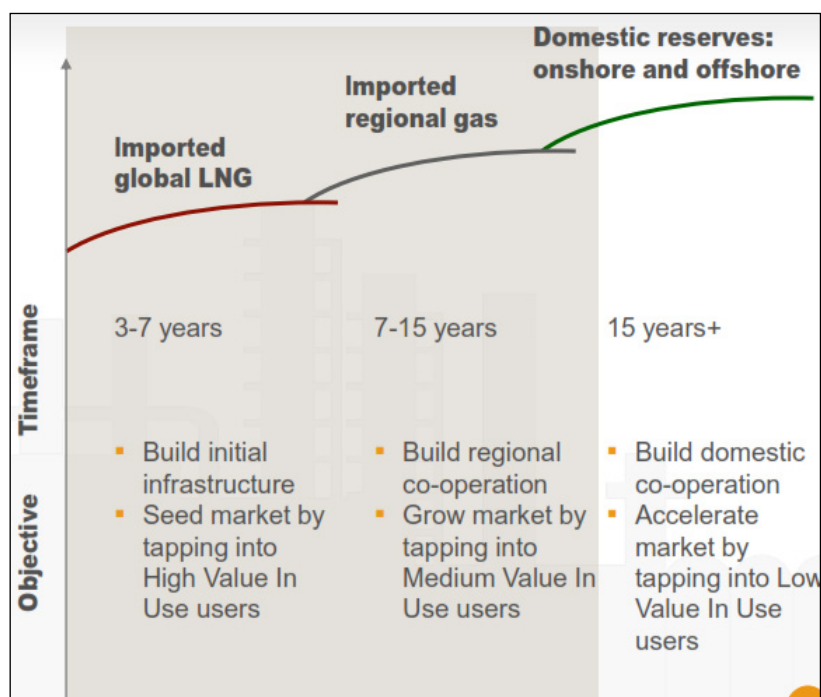 Domestic reserves:
onshore and offshore
Imported
regional gas
Imported
global LNG
Timeframe
3-7 years
7-15 years
15 years+
Objective
▪ Build initial
infrastructure
▪ Seed market by
tapping into
High Value In
Use users
▪ Build regional
co-operation
▪ Grow market by
tapping into
Medium Value In
Use users
▪ Build domestic
co-operation
▪ Accelerate
market by
tapping into Low
Value In Use
users